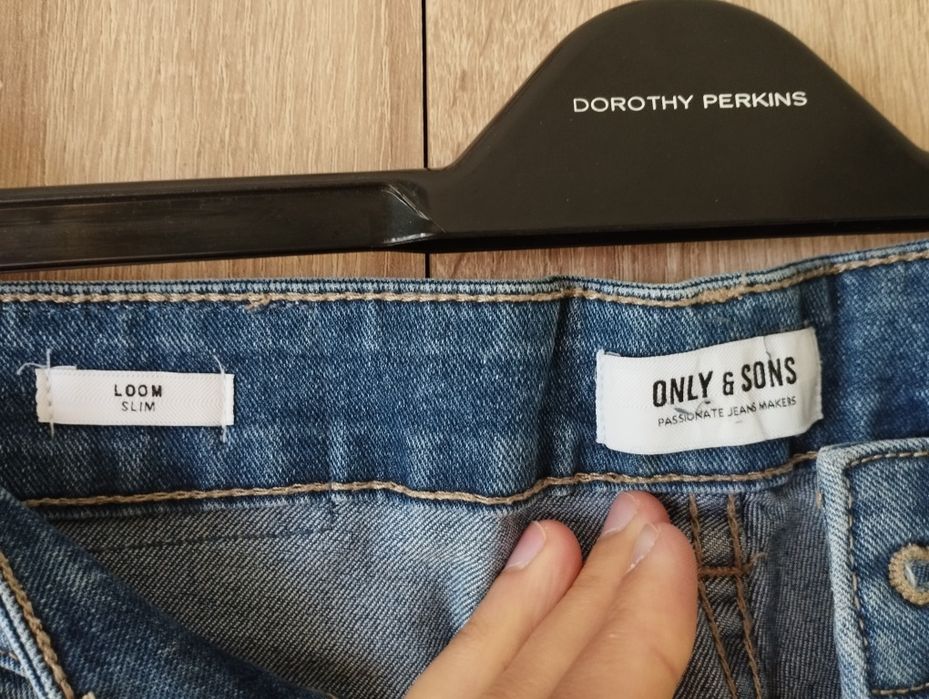 DOROTHY PERKINS
LOOM
SLIM
ONLY & SONS
PASSIONATE JEANS MAKERS